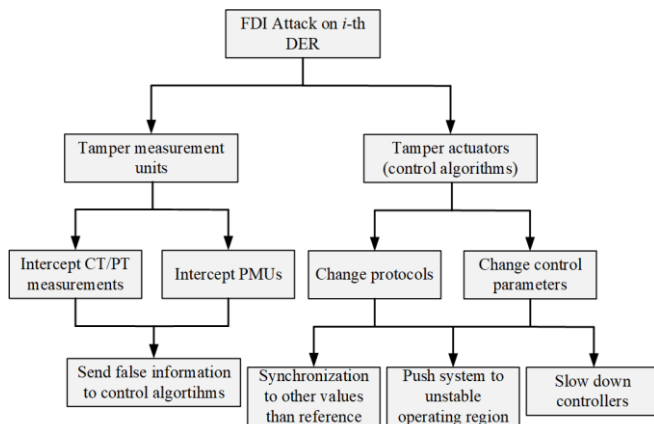 FDI Attack on i-th
DER
Tamper measurement
units
Tamper actuators
(control algorithms)
Intercept CT/PT
measurements
Intercept PMUs
Change protocols
Change control
parameters
Send false information
to control algortihms
Synchronization
to other values
than reference
Push system to
unstable
operating region
Slow down
controllers